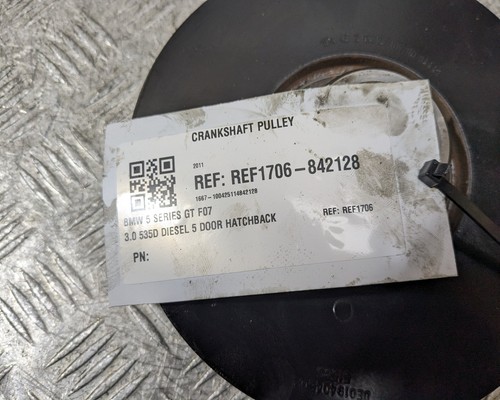 CRANKSHAFT PULLEY
2011
REF: REF1706-842128
1667-100425114842128
BMW 5 SERIES GT F07
REF: REF1706
3.0 535D DIESEL 5 DOOR HATCHBACK
PN: